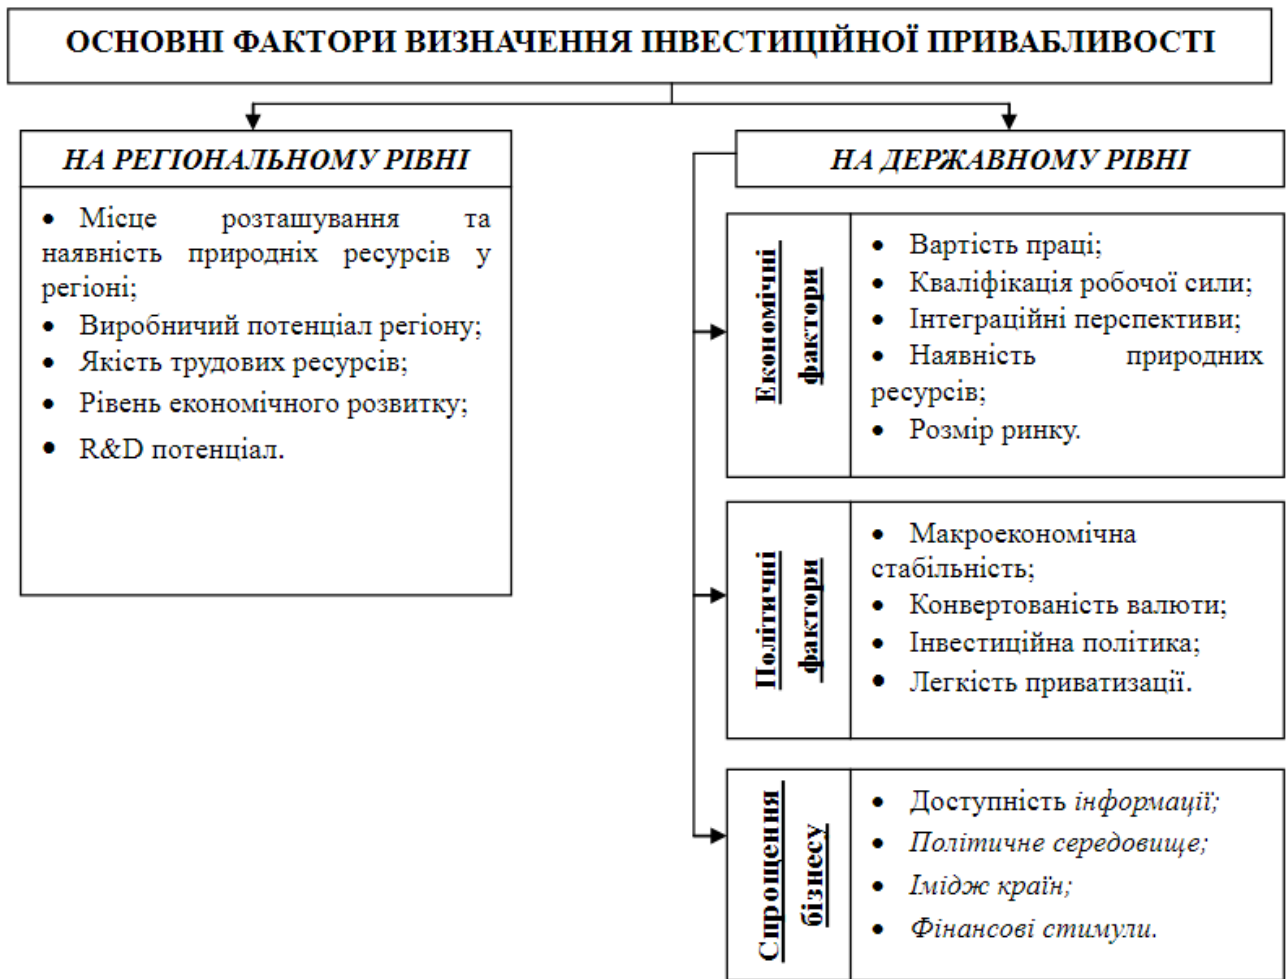 ОСНОВНІ ФАКТОРИ ВИЗНАЧЕННЯ ІНВЕСТИЦІЙНОЇ ПРИВАБЛИВОСТІ
НА РЕГІОНАЛЬНОМУ РІВНІ
• Місце розташування та
наявність природніх ресурсів у
регіоні;
• Виробничий потенціал регіону;
• Якість трудових ресурсів;
• Рівень економічного розвитку;
• R&D потенціал.
НА ДЕРЖАВНОМУ РІВНІ
Економічні
фактори
• Вартість праці;
• Кваліфікація робочої сили;
• Інтеграційні перспективи;
• Наявність природних
ресурсів;
• Розмір ринку.
Політичні
фактори
• Макроекономічна
стабільність;
• Конвертованість валюти;
• Інвестиційна політика;
• Легкість приватизації.
Спрощення
бізнесу
• Доступність інформації;
• Політичне середовище;
• Імідж країн;
• Фінансові стимули.